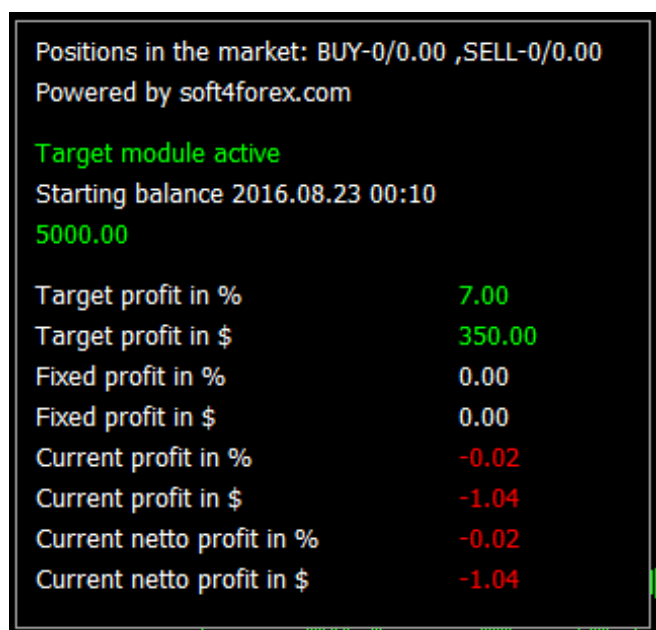 Positions in the market: BUY-0/0.00 ,SELL-0/0.00
Powered by soft4forex.com
Target module active
Starting balance 2016.08.23 00:10
5000.00
Target profit in % 7.00
Target profit in $ 350.00
Fixed profit in % 0.00
Fixed profit in $ 0.00
Current profit in % -0.02
Current profit in $ -1.04
Current netto profit in % -0.02
Current netto profit in $ -1.04